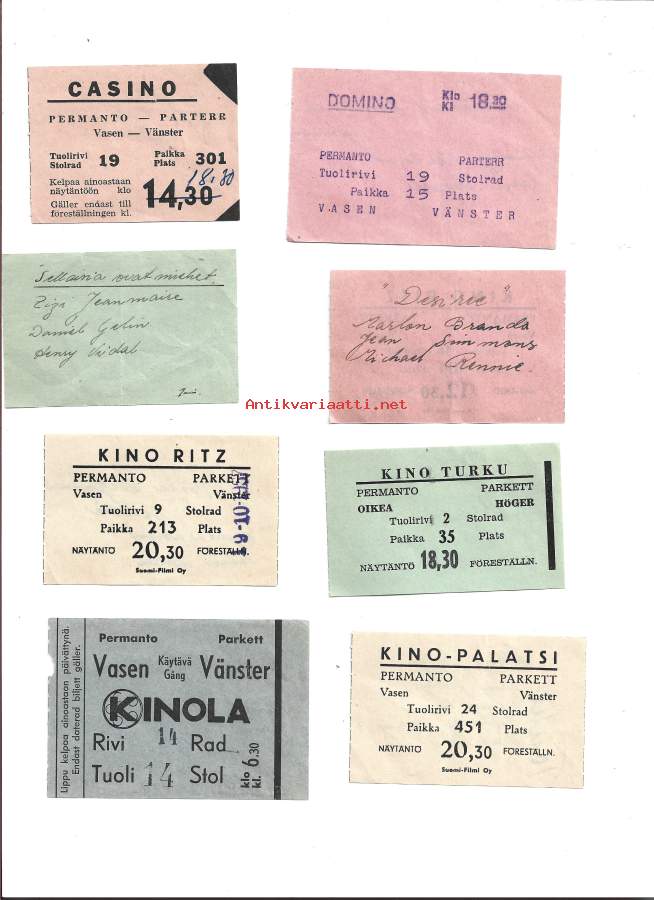 CASINO
PERMANTO — PARTERR
Vasen — Vänster
Tuolirivi 19 Paikka 301
Stolrad Plats
Kelpaa ainoastaan
näytäntöön klo 14,30 18.30
Gäller endast till
föreställningen kl.
DOMINO Klo Kl 18.30
PERMANTO PARTERR
Tuolirivi 19 Stolrad
Paikka 15 Plats
VASEN VÄNSTER
Sellaisia ovat miehet.
Zizi Jeanmaire
Daniel Gelin
Henry Vidal
"Desirée"
Marlon Brando
Jean Simmons
Michael Rennie.
12,30
Antikvariaatti.net
KINO RITZ
PERMANTO PARKETT
Vasen Vänster
Tuolirivi 9 Stolrad
Paikka 213 Plats
NÄYTÄNTÖ 20,30 FÖRESTÄLLN.
Suomi-Filmi Oy
KINO TURKU
PERMANTO PARKETT
OIKEA HÖGER
Tuolirivi 2 Stolrad
Paikka 35 Plats
NÄYTÄNTÖ 18,30 FÖRESTÄLLN.
Lippu kelpaa ainoastaan päivättynä.
Endast daterad biljett gäller.
Permanto Parkett
Vasen Käytävä Gång Vänster
KINOLA
Rivi 14 Rad
Tuoli 14 Stol
klo kl. 6.30
KINO-PALATSI
PERMANTO PARKETT
Vasen Vänster
Tuolirivi 24 Stolrad
Paikka 451 Plats
NÄYTÄNTÖ 20,30 FÖRESTÄLLN.
Suomi-Filmi Oy